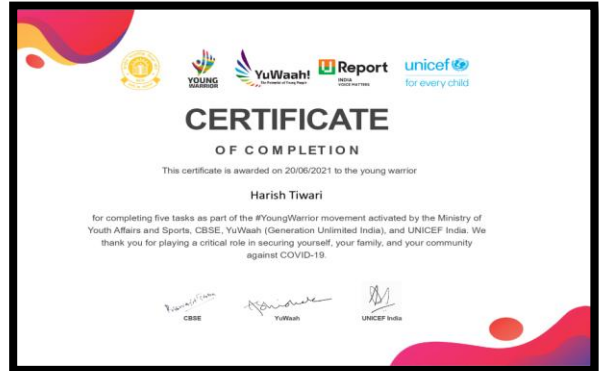 YOUNG
WARRIOR
YuWaah!
U Report
INDIA
VOICE MATTERS
unicef
for every child
CERTIFICATE
OF COMPLETION
This certificate is awarded on 20/06/2021 to the young warrior
Harish Tiwari
for completing five tasks as part of the #YoungWarrior movement activated by the Ministry of
Youth Affairs and Sports, CBSE, YuWaah (Generation Unlimited India), and UNICEF India. We
thank you for playing a critical role in securing yourself, your family, and your community
against COVID-19.
CBSE
YuWaah
UNICEF India